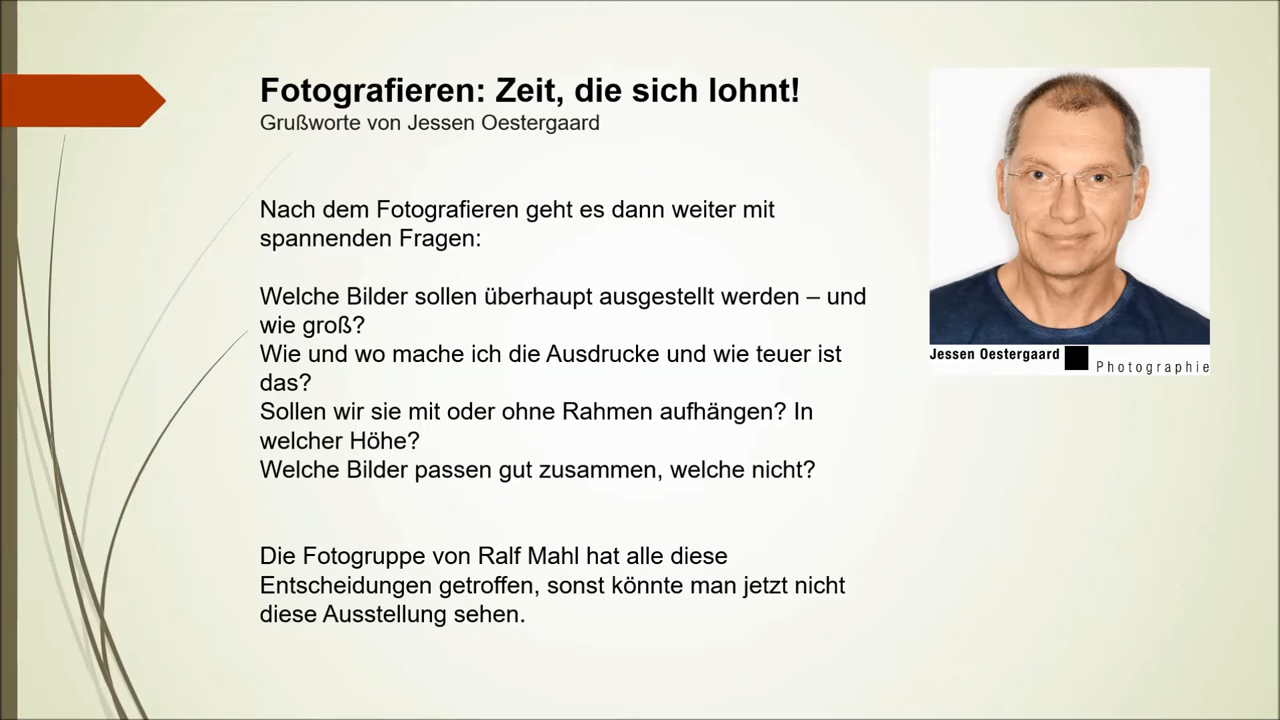 Fotografieren: Zeit, die sich lohnt!
Grußworte von Jessen Oestergaard
Nach dem Fotografieren geht es dann weiter mit
spannenden Fragen:
Welche Bilder sollen überhaupt ausgestellt werden – und
wie groß?
Wie und wo mache ich die Ausdrucke und wie teuer ist
das?
Sollen wir sie mit oder ohne Rahmen aufhängen? In
welcher Höhe?
Welche Bilder passen gut zusammen, welche nicht?
Die Fotogruppe von Ralf Mahl hat alle diese
Entscheidungen getroffen, sonst könnte man jetzt nicht
diese Ausstellung sehen.
Jessen Oestergaard
Photographie